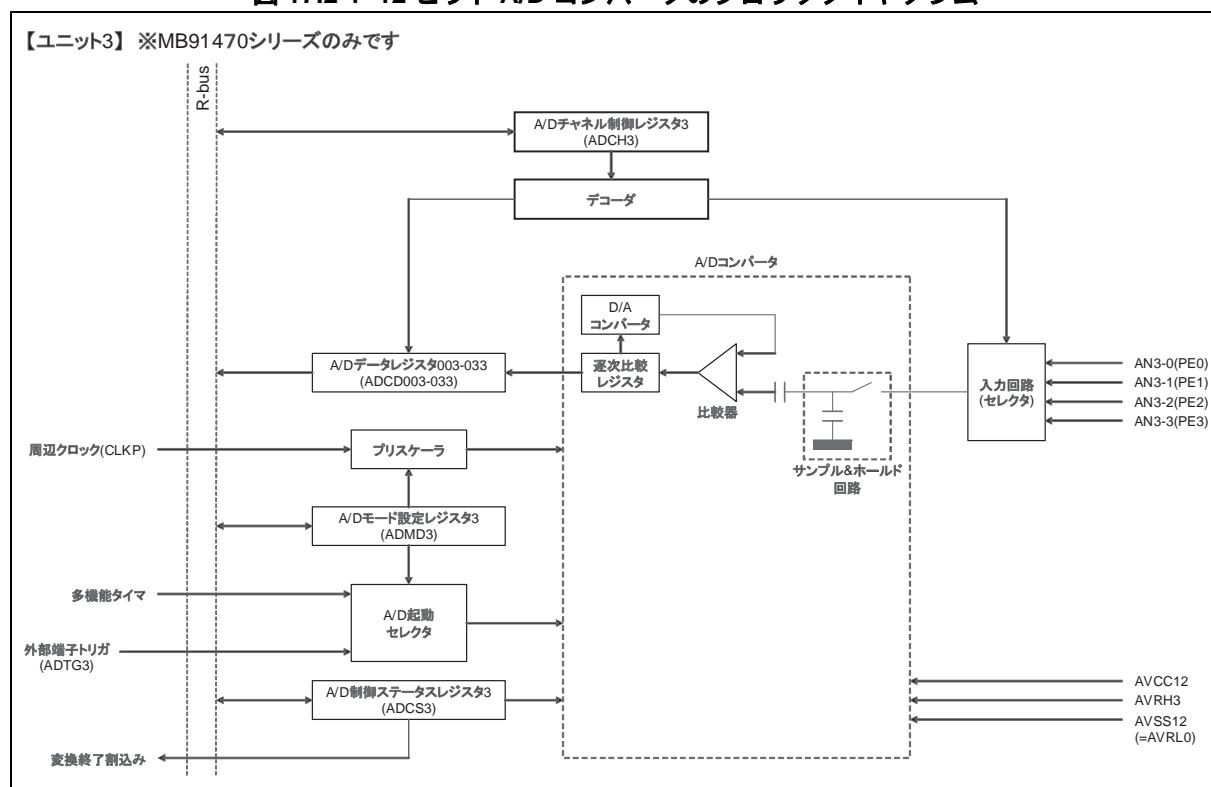 【ユニット3】 ※MB91470シリーズのみです
R-bus
A/Dチャネル制御レジスタ3
(ADCH3)
デコーダ
A/Dコンバータ
D/A
コンバータ
A/Dデータレジスタ003-033
(ADCD003-033)
逐次比較
レジスタ
比較器
サンプル&ホールド
回路
入力回路
(セレクタ)
AN3-0(PE0)
AN3-1(PE1)
AN3-2(PE2)
AN3-3(PE3)
周辺クロック(CLKP)
プリスケーラ
A/Dモード設定レジスタ3
(ADMD3)
多機能タイマ
A/D起動
セレクタ
外部端子トリガ
(ADTG3)
A/D制御ステータスレジスタ3
(ADCS3)
変換終了割込み
AVCC12
AVRH3
AVSS12
(=AVRL0)